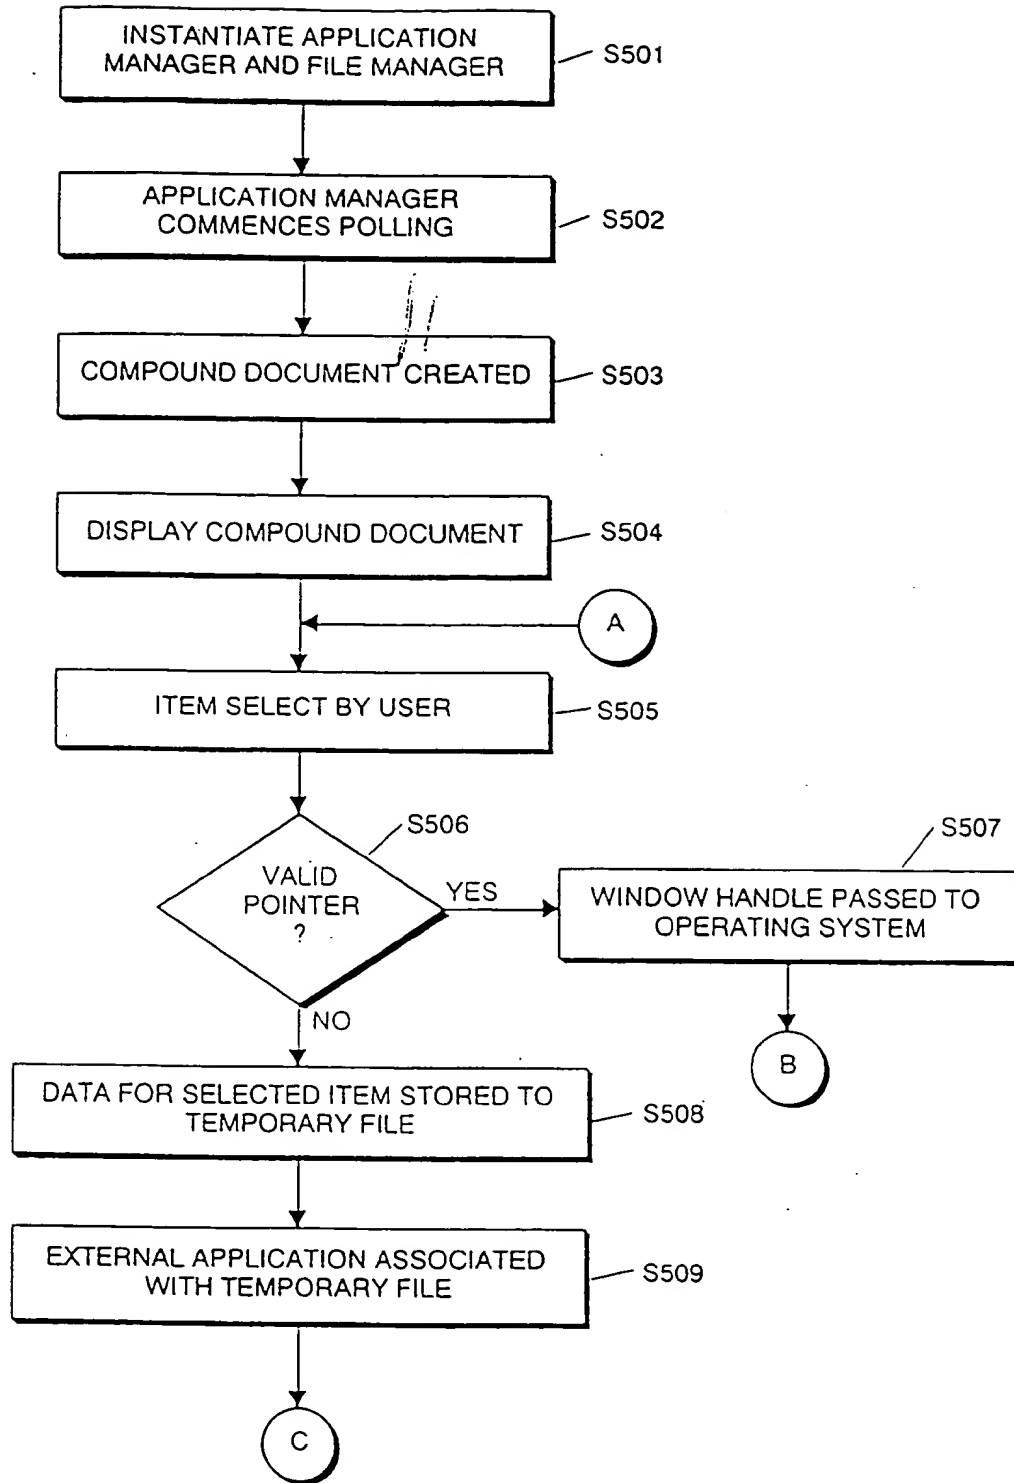 INSTANTIATE APPLICATION
MANAGER AND FILE MANAGER
S501
APPLICATION MANAGER
COMMENCES POLLING
S502
COMPOUND DOCUMENT CREATED
S503
DISPLAY COMPOUND DOCUMENT
S504
A
ITEM SELECT BY USER
S505
S506
VALID
POINTER
?
YES
S507
WINDOW HANDLE PASSED TO
OPERATING SYSTEM
NO
B
DATA FOR SELECTED ITEM STORED TO
TEMPORARY FILE
S508
EXTERNAL APPLICATION ASSOCIATED
WITH TEMPORARY FILE
S509
C